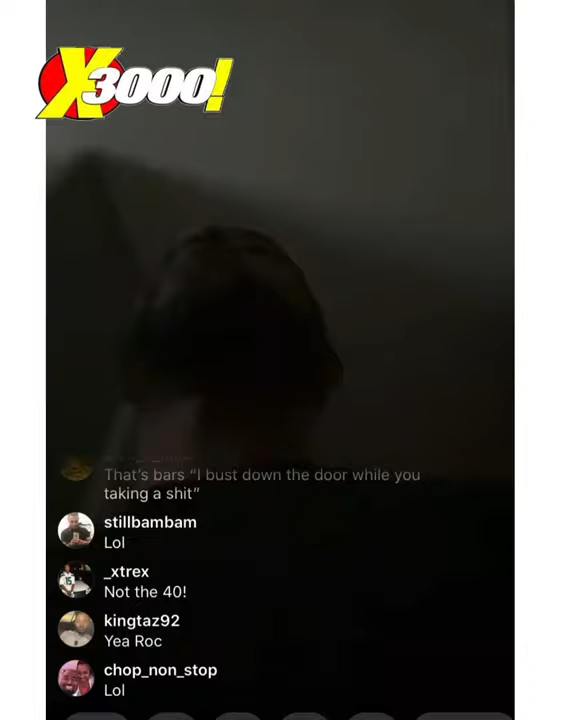 X3000!
That's bars “I bust down the door while you
taking a shit”
stillbambam
Lol
_xtrex
Not the 40!
kingtaz92
Yea Roc
chop_non_stop
Lol